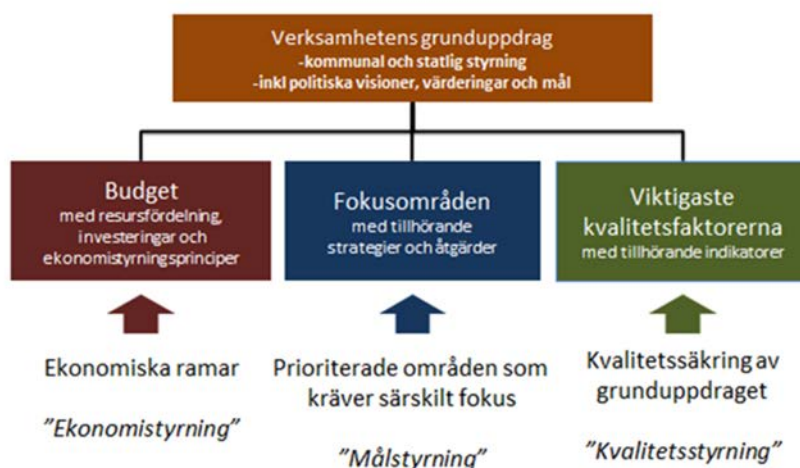 Verksamhetens grunduppdrag
-kommunal och statlig styrning
-inkl politiska visioner, värderingar och mål
Budget
med resursfördelning,
investeringar och
ekonomistyrningsprinciper
Fokusområden
med tillhörande
strategier och åtgärder
Viktigaste
kvalitetsfaktorerna
med tillhörande indikatorer
Ekonomiska ramar
"Ekonomistyrning"
Prioriterade områden som
kräver särskilt fokus
"Målstyrning"
Kvalitetssäkring av
grunduppdraget
"Kvalitetsstyrning"